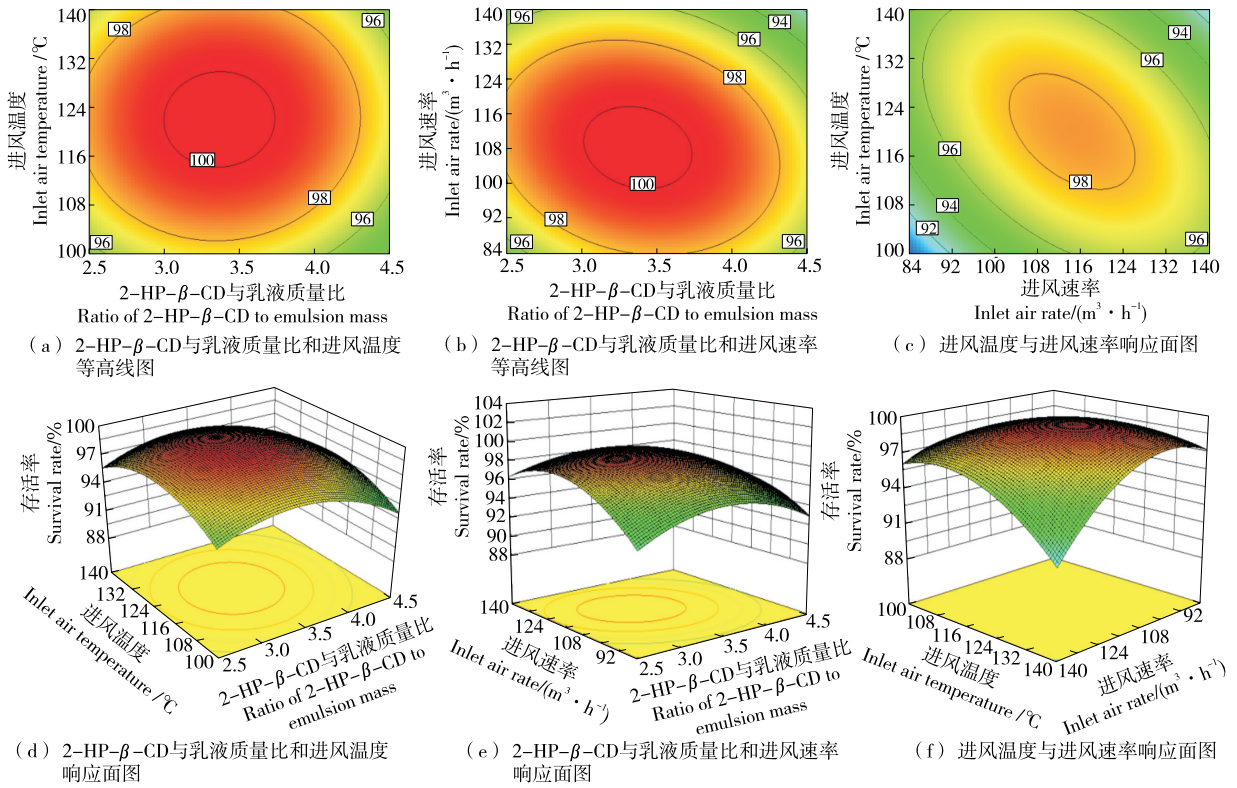 140
132
124
116
108
100
进风温度
Inlet air temperature /℃
98
96
100
98
96
96
2.5 3.0 3.5 4.0 4.5
2-HP-β-CD与乳液质量比
Ratio of 2-HP-β-CD to emulsion mass
(a) 2-HP-β-CD与乳液质量比和进风温度
等高线图
140
132
124
116
108
100
92
84
进风速率
Inlet air rate/(m³·h⁻¹)
96
94
96
98
100
98
96
96
2.5 3.0 3.5 4.0 4.5
2-HP-β-CD与乳液质量比
Ratio of 2-HP-β-CD to emulsion mass
(b) 2-HP-β-CD与乳液质量比和进风速率
等高线图
140
132
124
116
108
100
进风温度
Inlet air temperature /℃
94
96
96
98
94
92
96
84 92 100 108 116 124 132 140
进风速率
Inlet air rate/(m³·h⁻¹)
(c) 进风温度与进风速率响应面图
100
97
94
91
88
存活率
Survival rate/%
140
132
124
116
108
100
进风温度
Inlet air temperature /℃
2.5 3.0 3.5 4.0 4.5
2-HP-β-CD与乳液质量比
Ratio of 2-HP-β-CD to
emulsion mass
(d) 2-HP-β-CD与乳液质量比和进风温度
响应面图
104
102
100
98
96
94
92
90
88
存活率
Survival rate/%
140
124
108
92
进风速率
Inlet air rate/(m³·h⁻¹)
2.5 3.0 3.5 4.0 4.5
2-HP-β-CD与乳液质量比
Ratio of 2-HP-β-CD to
emulsion mass
(e) 2-HP-β-CD与乳液质量比和进风速率
响应面图
100
97
94
91
88
存活率
Survival rate/%
100
108
116
124
132
140
进风温度
Inlet air temperature /℃
140 124 108 92
进风速率
Inlet air rate/(m³·h⁻¹)
(f) 进风温度与进风速率响应面图